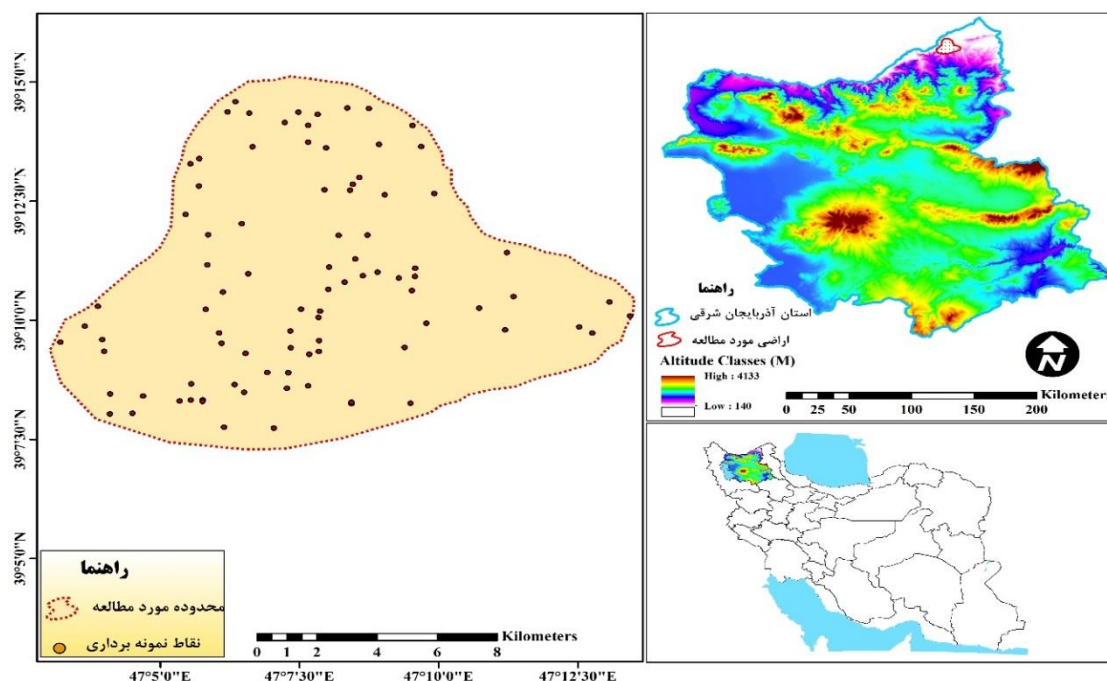 39°15'0"N
39°12'30"N
39°10'0"N
39°7'30"N
39°5'0"N
راهنما
محدوده مورد مطالعه
نقاط نمونه برداری
Kilometers
0 1 2 4 6 8
47°5'0"E 47°7'30"E 47°10'0"E 47°12'30"E
راهنما
استان آذربایجان شرقی
اراضی مورد مطالعه
Altitude Classes (M)
High : 4133
Low : 140
N
Kilometers
0 25 50 100 150 200